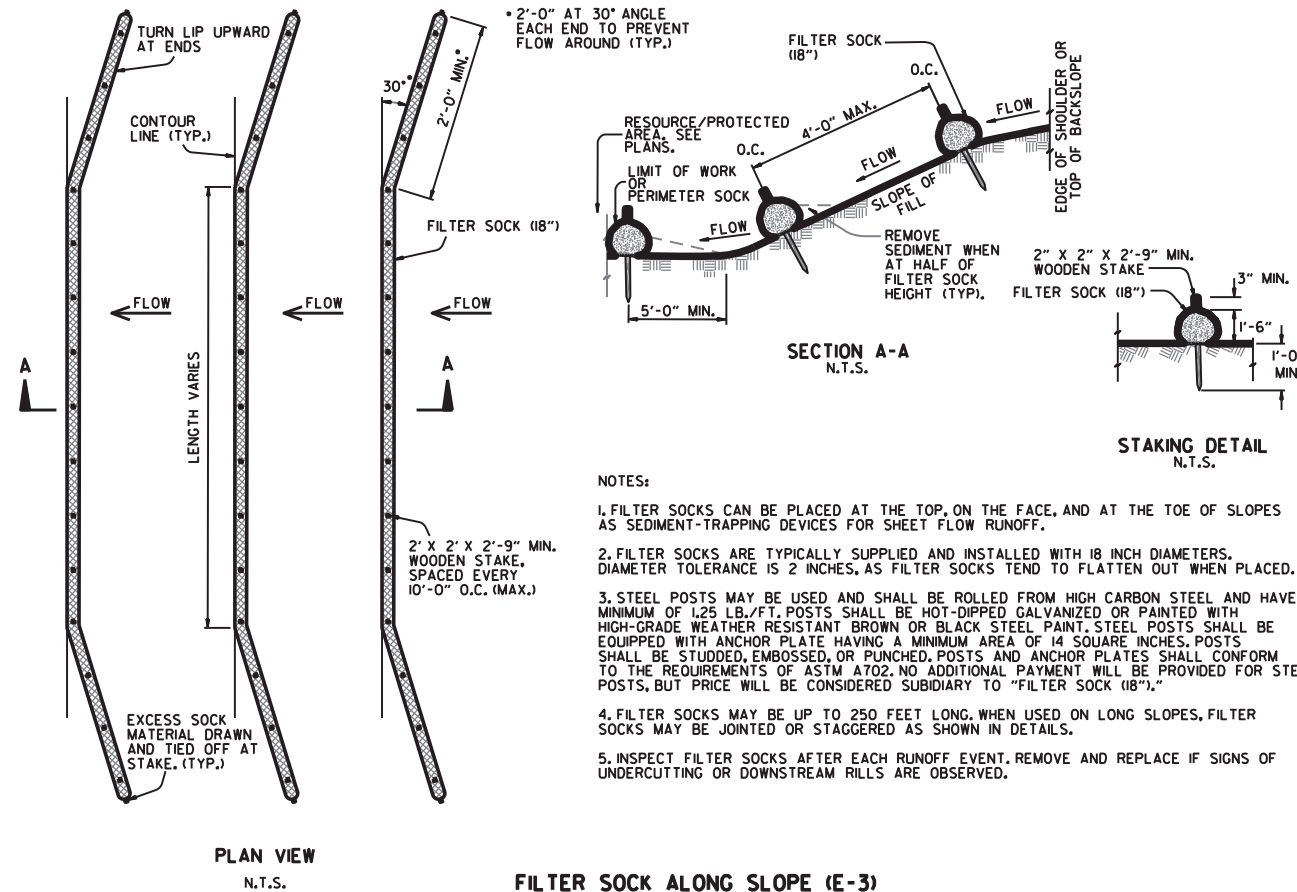 TURN LIP UPWARD
AT ENDS
CONTOUR
LINE (TYP.)
30°
2'-0" MIN.*
* 2'-0" AT 30° ANGLE
EACH END TO PREVENT
FLOW AROUND (TYP.)
FILTER SOCK (18")
FLOW
FLOW
FLOW
A
A
LENGTH VARIES
2' X 2' X 2'-9" MIN.
WOODEN STAKE,
SPACED EVERY
10'-0" O.C. (MAX.)
EXCESS SOCK
MATERIAL DRAWN
AND TIED OFF AT
STAKE. (TYP.)
PLAN VIEW
N.T.S.
FILTER SOCK
(18")
O.C.
4'-0" MAX.
O.C.
FLOW
FLOW
FLOW
SLOPE OF
FILL
EDGE OF SHOULDER OR
TOP OF BACKSLOPE
RESOURCE/PROTECTED
AREA. SEE
PLANS.
LIMIT OF WORK
OR
PERIMETER SOCK
5'-0" MIN.
REMOVE
SEDIMENT WHEN
AT HALF OF
FILTER SOCK
HEIGHT (TYP).
SECTION A-A
N.T.S.
2" X 2" X 2'-9" MIN.
WOODEN STAKE
FILTER SOCK (18")
3" MIN.
1'-6"
1'-0
MIN
STAKING DETAIL
N.T.S.
NOTES:
1. FILTER SOCKS CAN BE PLACED AT THE TOP, ON THE FACE, AND AT THE TOE OF SLOPES
AS SEDIMENT-TRAPPING DEVICES FOR SHEET FLOW RUNOFF.
2. FILTER SOCKS ARE TYPICALLY SUPPLIED AND INSTALLED WITH 18 INCH DIAMETERS.
DIAMETER TOLERANCE IS 2 INCHES, AS FILTER SOCKS TEND TO FLATTEN OUT WHEN PLACED.
3. STEEL POSTS MAY BE USED AND SHALL BE ROLLED FROM HIGH CARBON STEEL AND HAVE
MINIMUM OF 1.25 LB./FT. POSTS SHALL BE HOT-DIPPED GALVANIZED OR PAINTED WITH
HIGH-GRADE WEATHER RESISTANT BROWN OR BLACK STEEL PAINT. STEEL POSTS SHALL BE
EQUIPPED WITH ANCHOR PLATE HAVING A MINIMUM AREA OF 14 SQUARE INCHES. POSTS
SHALL BE STUDDED, EMBOSSED, OR PUNCHED. POSTS AND ANCHOR PLATES SHALL CONFORM
TO THE REQUIREMENTS OF ASTM A702. NO ADDITIONAL PAYMENT WILL BE PROVIDED FOR STE
POSTS, BUT PRICE WILL BE CONSIDERED SUBIDIARY TO "FILTER SOCK (18")."
4. FILTER SOCKS MAY BE UP TO 250 FEET LONG. WHEN USED ON LONG SLOPES, FILTER
SOCKS MAY BE JOINTED OR STAGGERED AS SHOWN IN DETAILS.
5. INSPECT FILTER SOCKS AFTER EACH RUNOFF EVENT. REMOVE AND REPLACE IF SIGNS OF
UNDERCUTTING OR DOWNSTREAM RILLS ARE OBSERVED.
FILTER SOCK ALONG SLOPE (E-3)